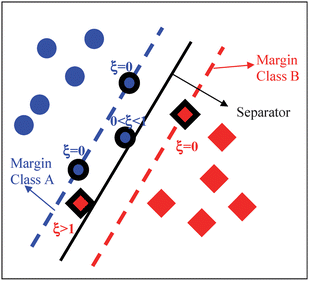 ξ=0
Margin
Class B
0<ξ<1
Separator
ξ=0
ξ=0
Margin
Class A
ξ>1